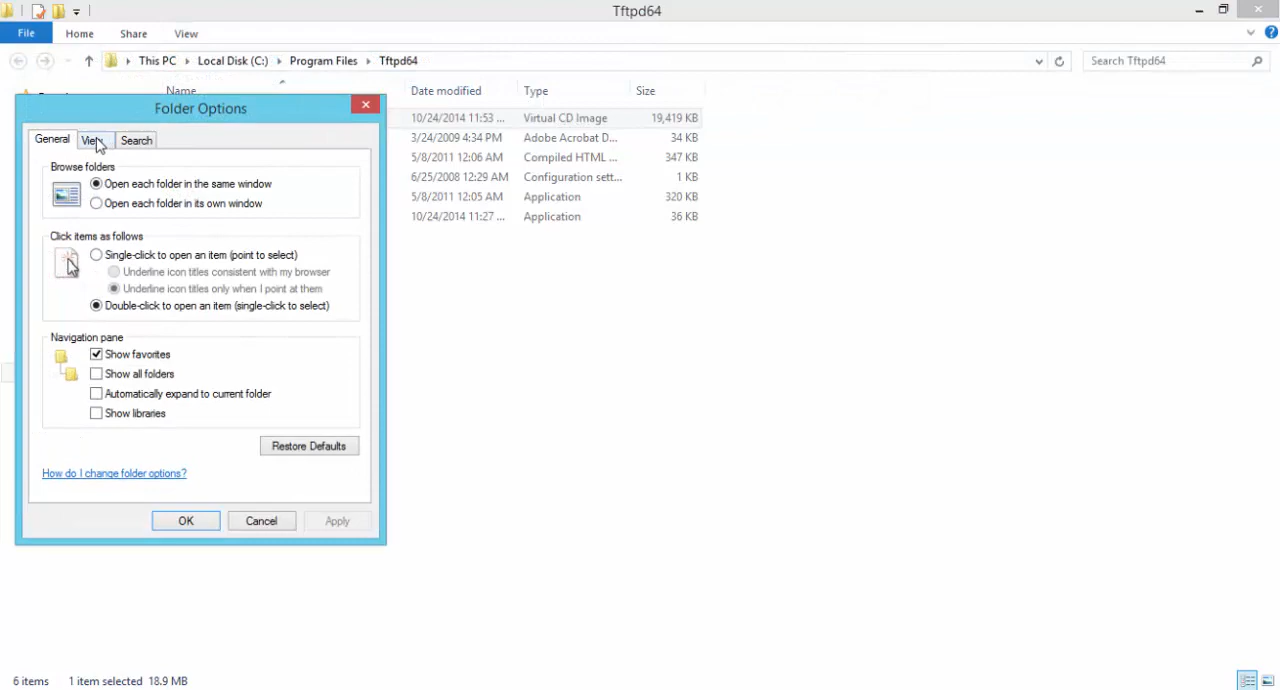 Tftpd64
File Home Share View
This PC Local Disk (C:) Program Files Tftpd64 Search Tftpd64
Name Date modified Type Size
10/24/2014 11:53 ... Virtual CD Image 19,419 KB
3/24/2009 4:34 PM Adobe Acrobat D... 34 KB
5/8/2011 12:06 AM Compiled HTML ... 347 KB
6/25/2008 12:29 AM Configuration sett... 1 KB
5/8/2011 12:05 AM Application 320 KB
10/24/2014 11:27 ... Application 36 KB
Folder Options
General View Search
Browse folders
Open each folder in the same window
Open each folder in its own window
Click items as follows
Single-click to open an item (point to select)
Underline icon titles consistent with my browser
Underline icon titles only when I point at them
Double-click to open an item (single-click to select)
Navigation pane
Show favorites
Show all folders
Automatically expand to current folder
Show libraries
Restore Defaults
How do I change folder options?
OK Cancel Apply
6 items 1 item selected 18.9 MB